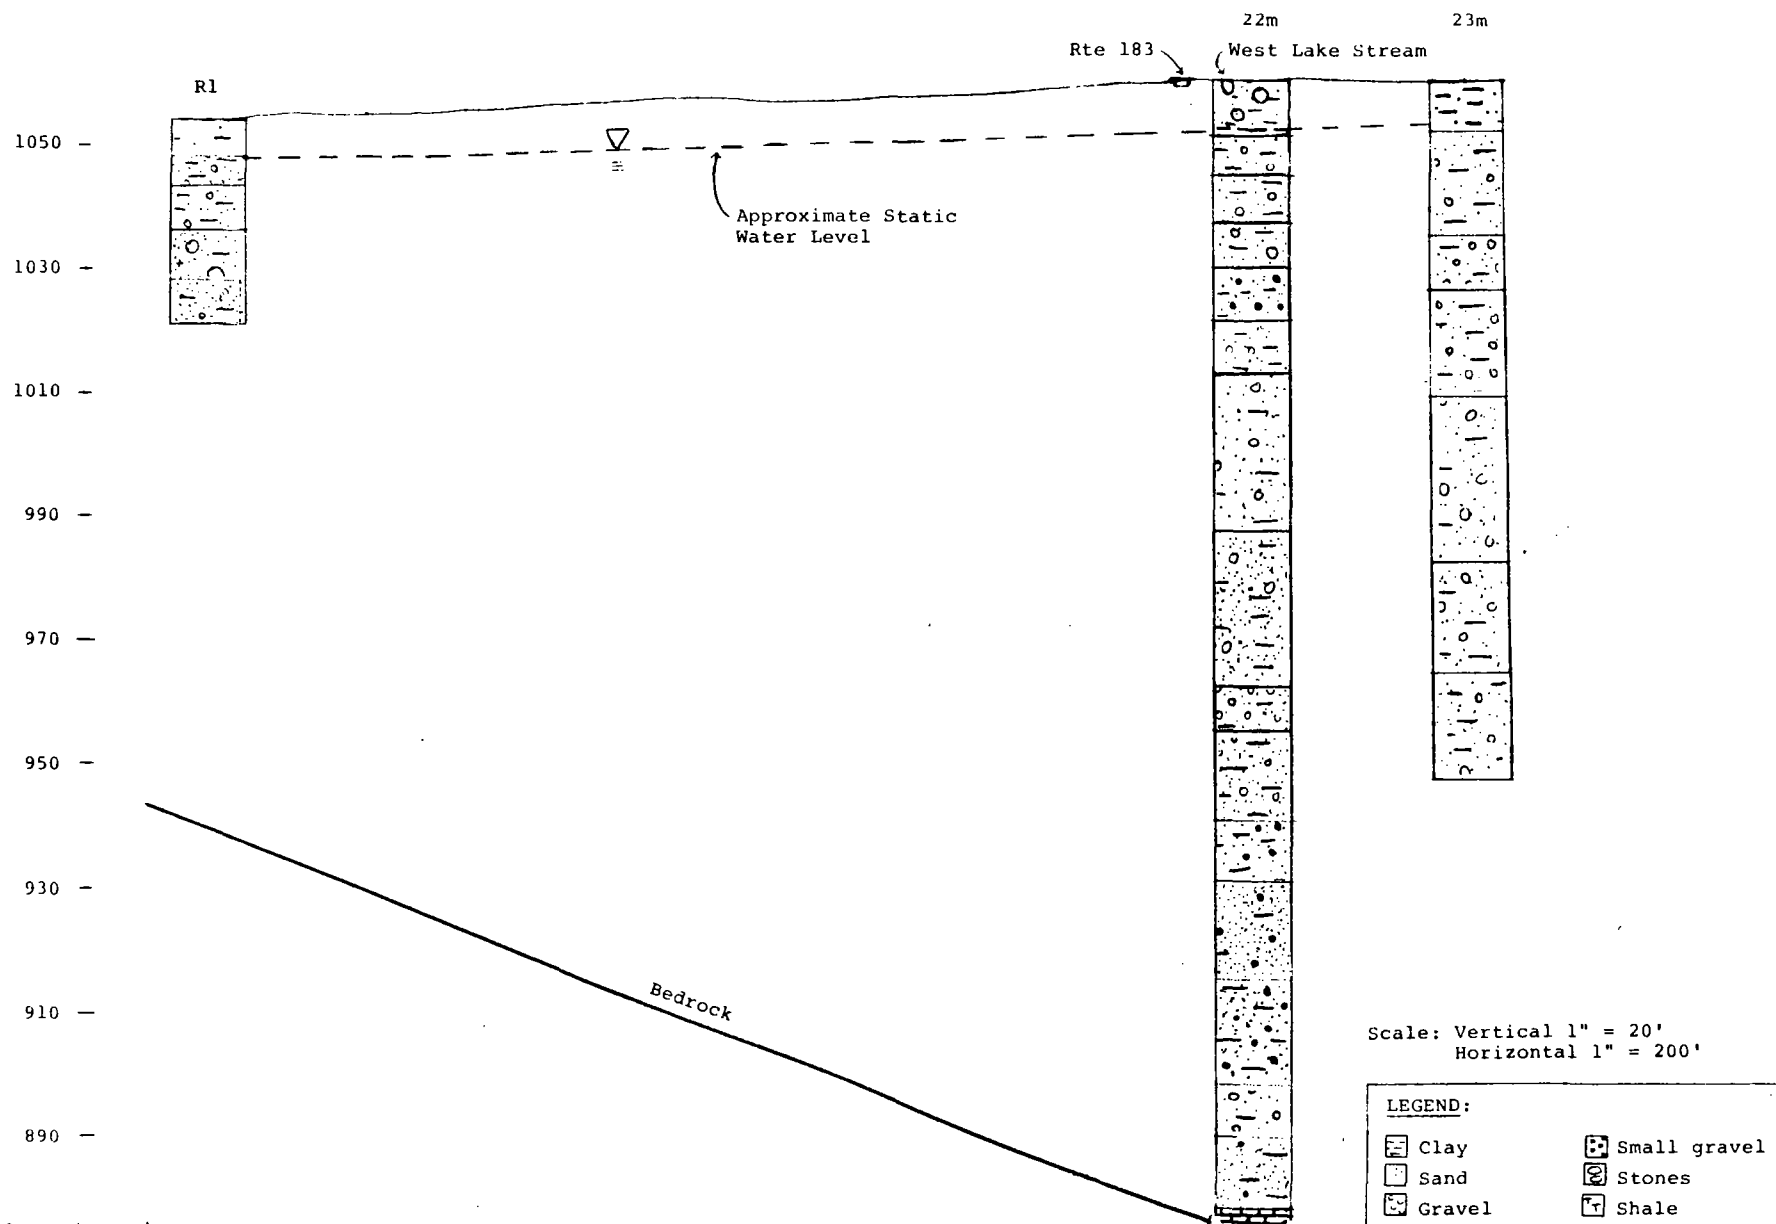 22m
23m
Rte 183
West Lake Stream
R1
1050
Approximate Static
Water Level
1030
1010
990
970
950
930
Bedrock
910
890
Scale: Vertical 1" = 20'
Horizontal 1" = 200'
LEGEND:
Clay
Small gravel
Sand
Stones
Gravel
Shale